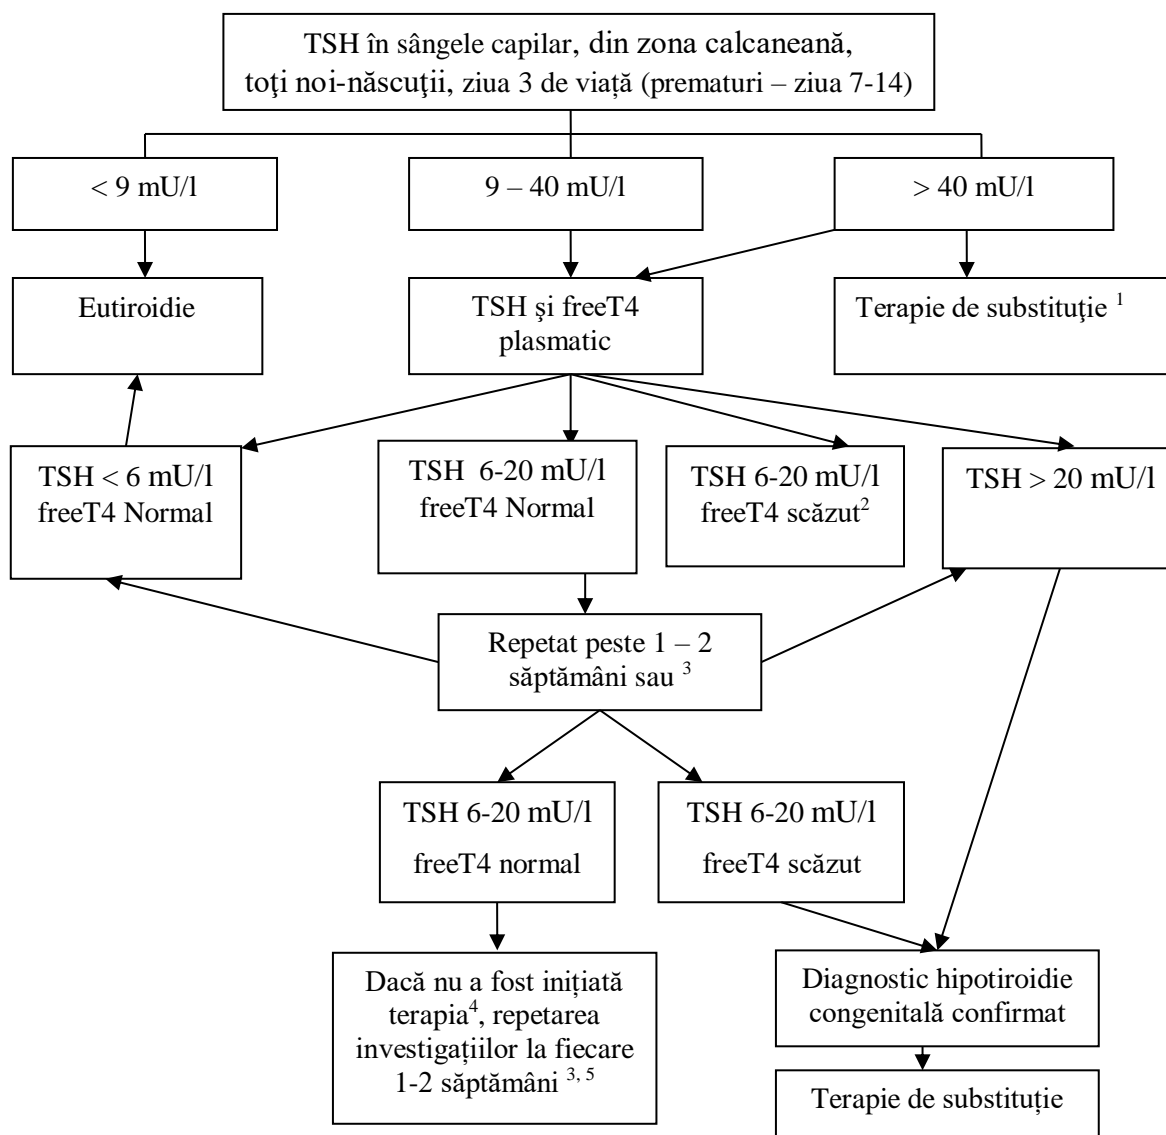 TSH în sângele capilar, din zona calcaneană,
toţi noi-născuţii, ziua 3 de viață (prematuri – ziua 7-14)
< 9 mU/l
9 – 40 mU/l
> 40 mU/l
Eutiroidie
TSH şi freeT4
plasmatic
Terapie de substituţie 1
TSH < 6 mU/l
freeT4 Normal
TSH 6-20 mU/l
freeT4 Normal
TSH 6-20 mU/l
freeT4 scăzut2
TSH > 20 mU/l
Repetat peste 1 – 2
săptămâni sau 3
TSH 6-20 mU/l
freeT4 normal
TSH 6-20 mU/l
freeT4 scăzut
Dacă nu a fost inițiată
terapia4, repetarea
investigațiilor la fiecare
1-2 săptămâni 3, 5
Diagnostic hipotiroidie
congenitală confirmat
Terapie de substituție